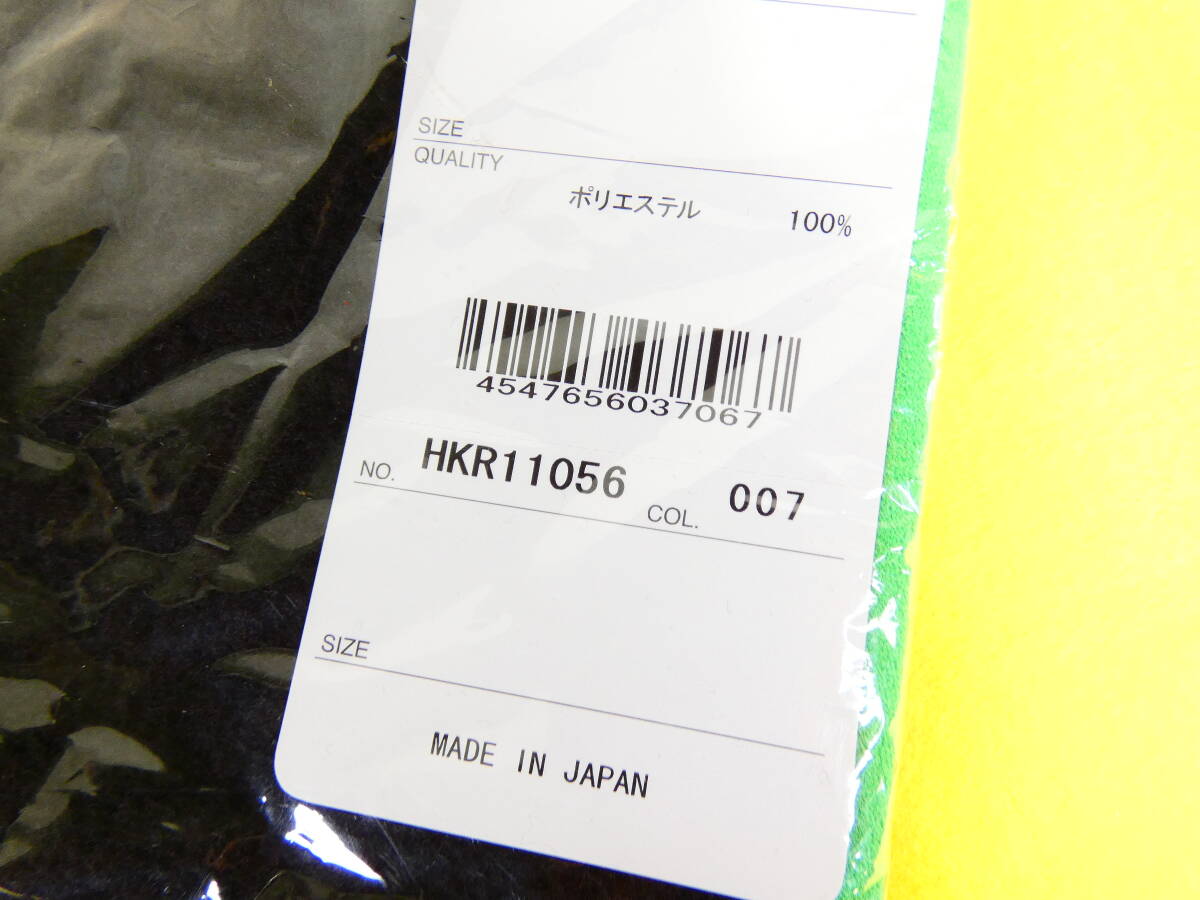 SIZE
QUALITY
ポリエステル 100%
4547656037067
NO. HKR11056 COL. 007
SIZE
MADE IN JAPAN